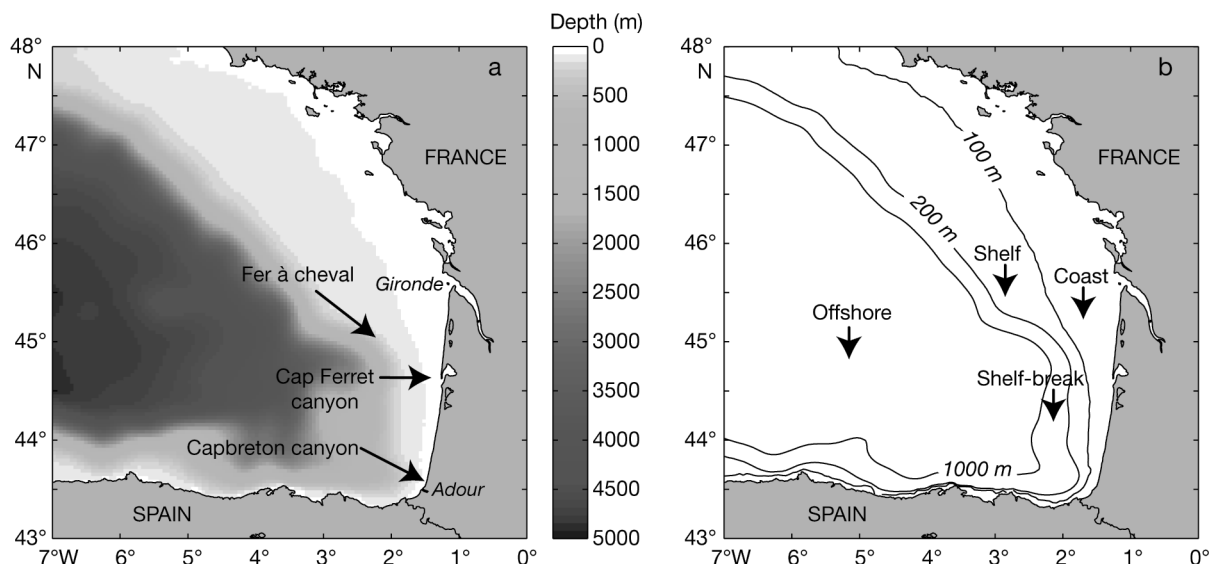 Depth (m)
48°
N
47°
46°
45°
44°
43°
7°W
6°
5°
4°
3°
2°
1°
0°
a
FRANCE
Fer à cheval
Gironde
Cap Ferret
canyon
Capbreton canyon
Adour
SPAIN
0
500
1000
1500
2000
2500
3000
3500
4000
4500
5000
48°
N
47°
46°
45°
44°
43°
7°W
6°
5°
4°
3°
2°
1°
0°
b
100 m
FRANCE
200 m
Shelf
Coast
Offshore
Shelf-break
1000 m
SPAIN